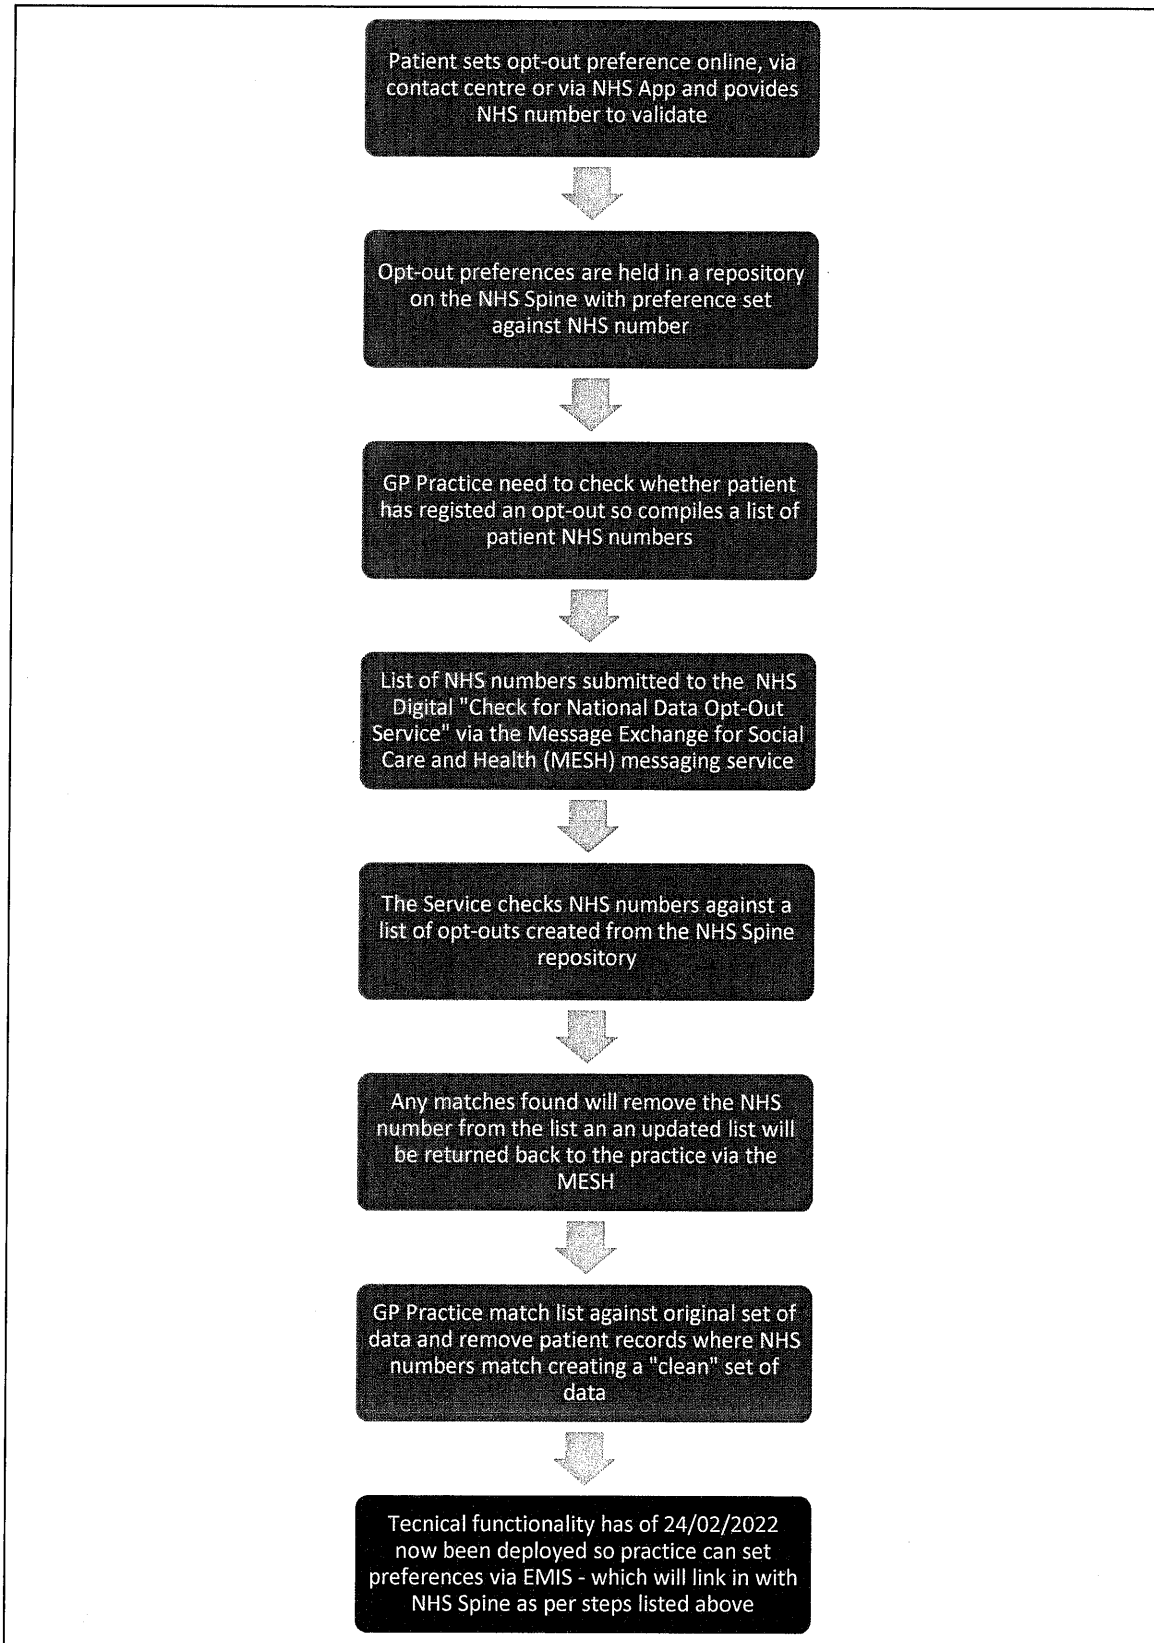 Patient sets opt-out preference online, via
contact centre or via NHS App and povides
NHS number to validate
Opt-out preferences are held in a repository
on the NHS Spine with preference set
against NHS number
GP Practice need to check whether patient
has registed an opt-out so compiles a list of
patient NHS numbers
List of NHS numbers submitted to the NHS
Digital "Check for National Data Opt-Out
Service" via the Message Exchange for Social
Care and Health (MESH) messaging service
The Service checks NHS numbers against a
list of opt-outs created from the NHS Spine
repository
Any matches found will remove the NHS
number from the list an an updated list will
be returned back to the practice via the
MESH
GP Practice match list against original set of
data and remove patient records where NHS
numbers match creating a "clean" set of
data
Tecnical functionality has of 24/02/2022
now been deployed so practice can set
preferences via EMIS - which will link in with
NHS Spine as per steps listed above